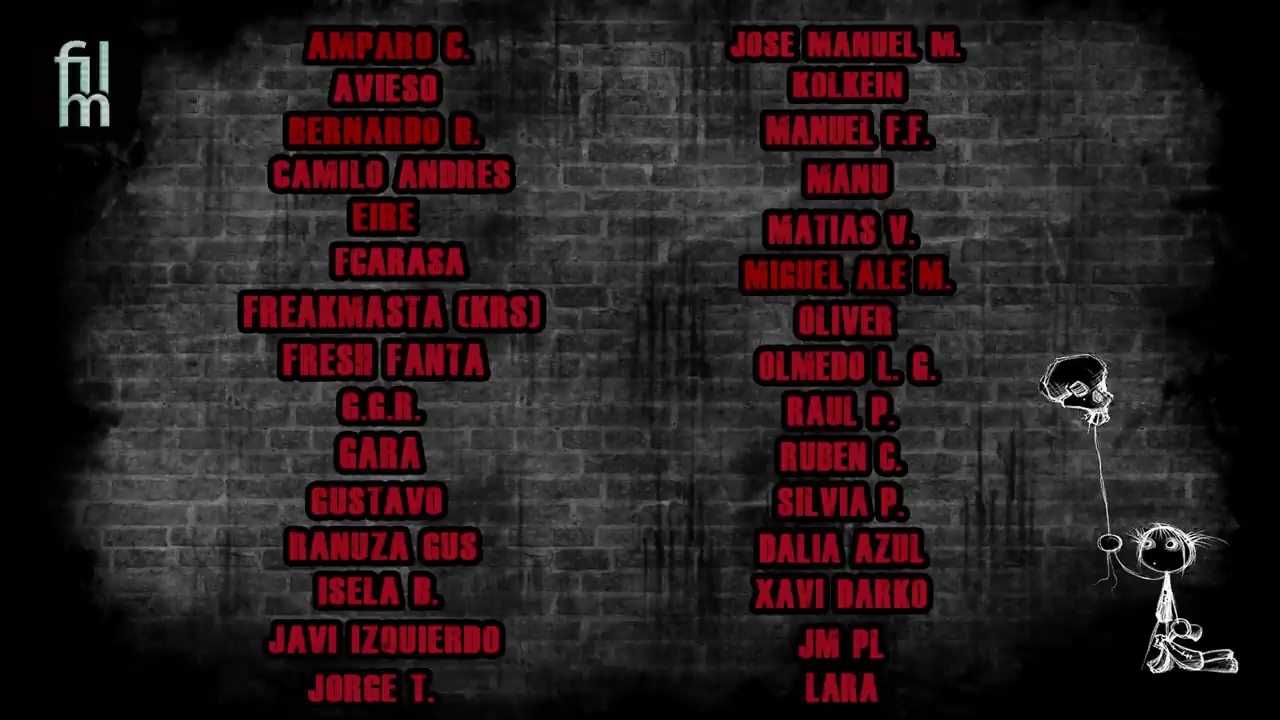 film
AMPARO C.
AVIESO
BERNARDO B.
CAMILO ANDRES
EIRE
FCARASA
FREAKMASTA (KRS)
FRESH FANTA
G.G.R.
GARA
GUSTAVO
RANUZA GUS
ISELA B.
JAVI IZQUIERDO
JORGE T.
JOSE MANUEL M.
KOLKEIN
MANUEL F.F.
MANU
MATIAS V.
MIGUEL ALE M.
OLIVER
OLMEDO L. G.
RAUL P.
RUBEN C.
SILVIA P.
DALIA AZUL
XAVI DARKO
JM PL
LARA